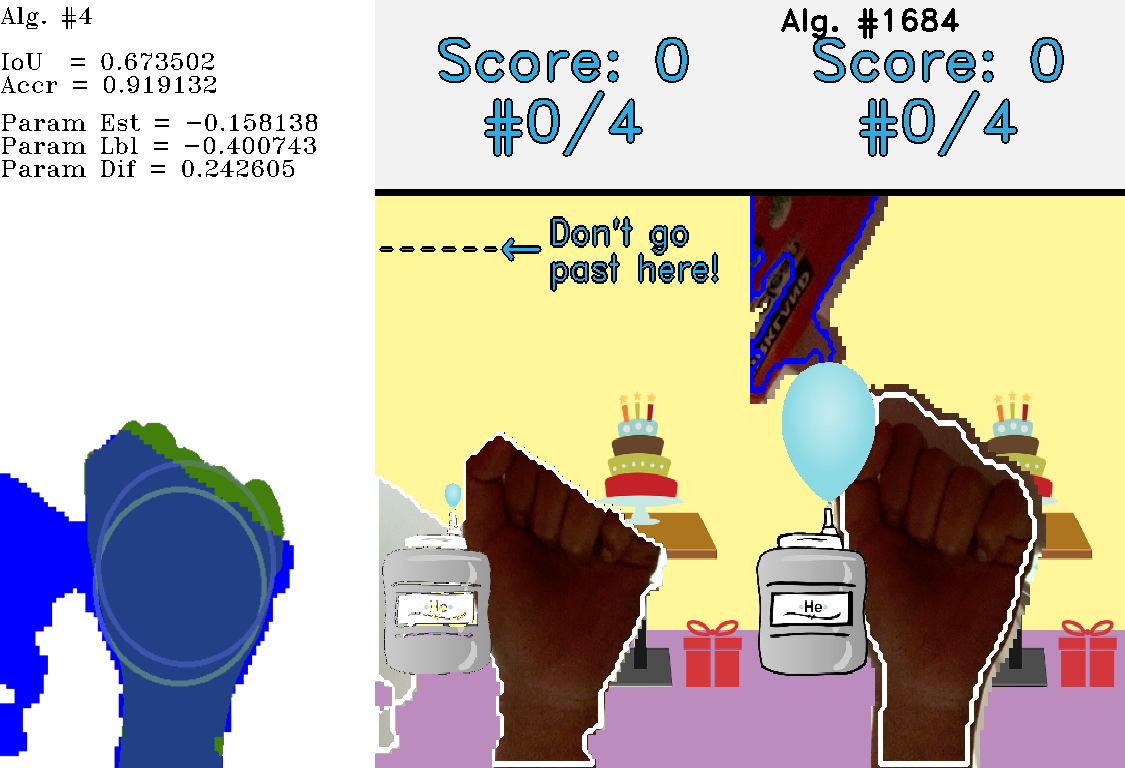 Alg. #4
IoU = 0.673502
Accr = 0.919132
Param Est = −0.158138
Param Lbl = −0.400743
Param Dif = 0.242605
Score: 0
#0/4
Don't go
past here!
He
Alg. #1684
Score: 0
#0/4
He